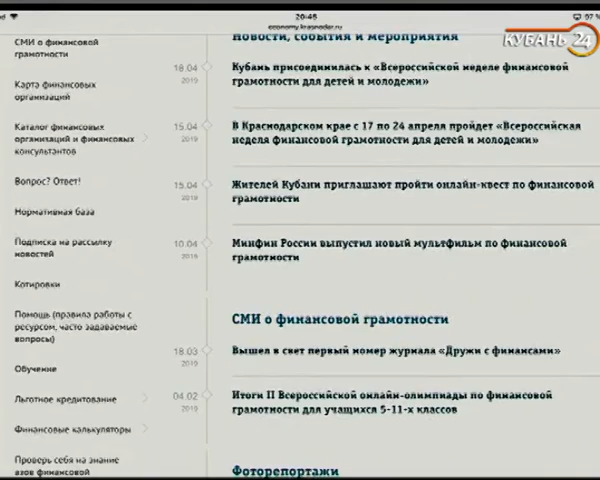 20:46
97 %
economy.krasnodar.ru
КУБАНЬ 24
СМИ о финансовой
грамотности
Карта финансовых
организаций
Каталог финансовых
организаций и финансовых
консультантов
Вопрос? Ответ!
Нормативная база
Подписка на рассылку
новостей
Котировки
Помощь (правила работы с
ресурсом, часто задаваемые
вопросы)
Обучение
Льготное кредитование
Финансовые калькуляторы
Проверь себя на знание
азов финансовой
Новости, события и мероприятия
18.04
2019
Кубань присоединилась к «Всероссийской неделе финансовой
грамотности для детей и молодежи»
15.04
2019
В Краснодарском крае с 17 по 24 апреля пройдет «Всероссийская
неделя финансовой грамотности для детей и молодежи»
15.04
2019
Жителей Кубани приглашают пройти онлайн-квест по финансовой
грамотности
10.04
2019
Минфин России выпустил новый мультфильм по финансовой
грамотности
СМИ о финансовой грамотности
18.03
2019
Вышел в свет первый номер журнала «Дружи с финансами»
04.02
2019
Итоги II Всероссийской онлайн-олимпиады по финансовой
грамотности для учащихся 5-11-х классов
Фоторепортажи